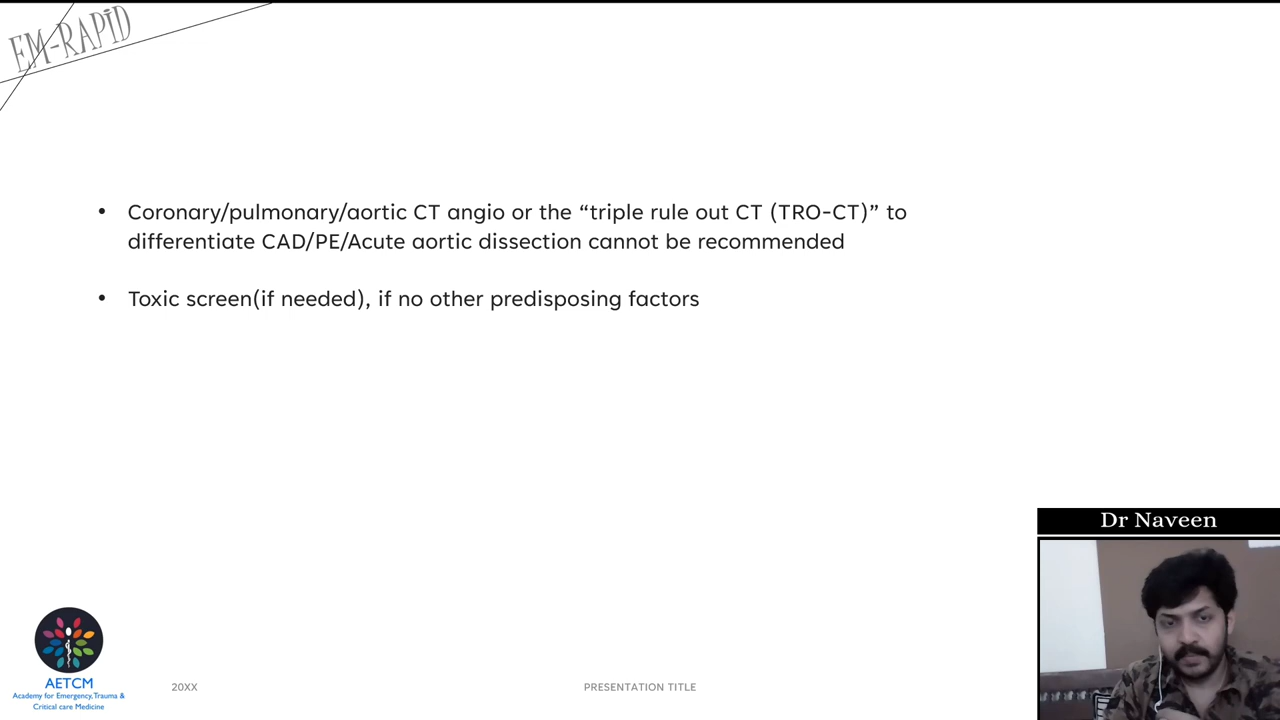 EM-RAPiD
• Coronary/pulmonary/aortic CT angio or the “triple rule out CT (TRO-CT)” to
differentiate CAD/PE/Acute aortic dissection cannot be recommended
• Toxic screen(if needed), if no other predisposing factors
Dr Naveen
AETCM
Academy for Emergency,Trauma &
Critical care Medicine
20XX
PRESENTATION TITLE